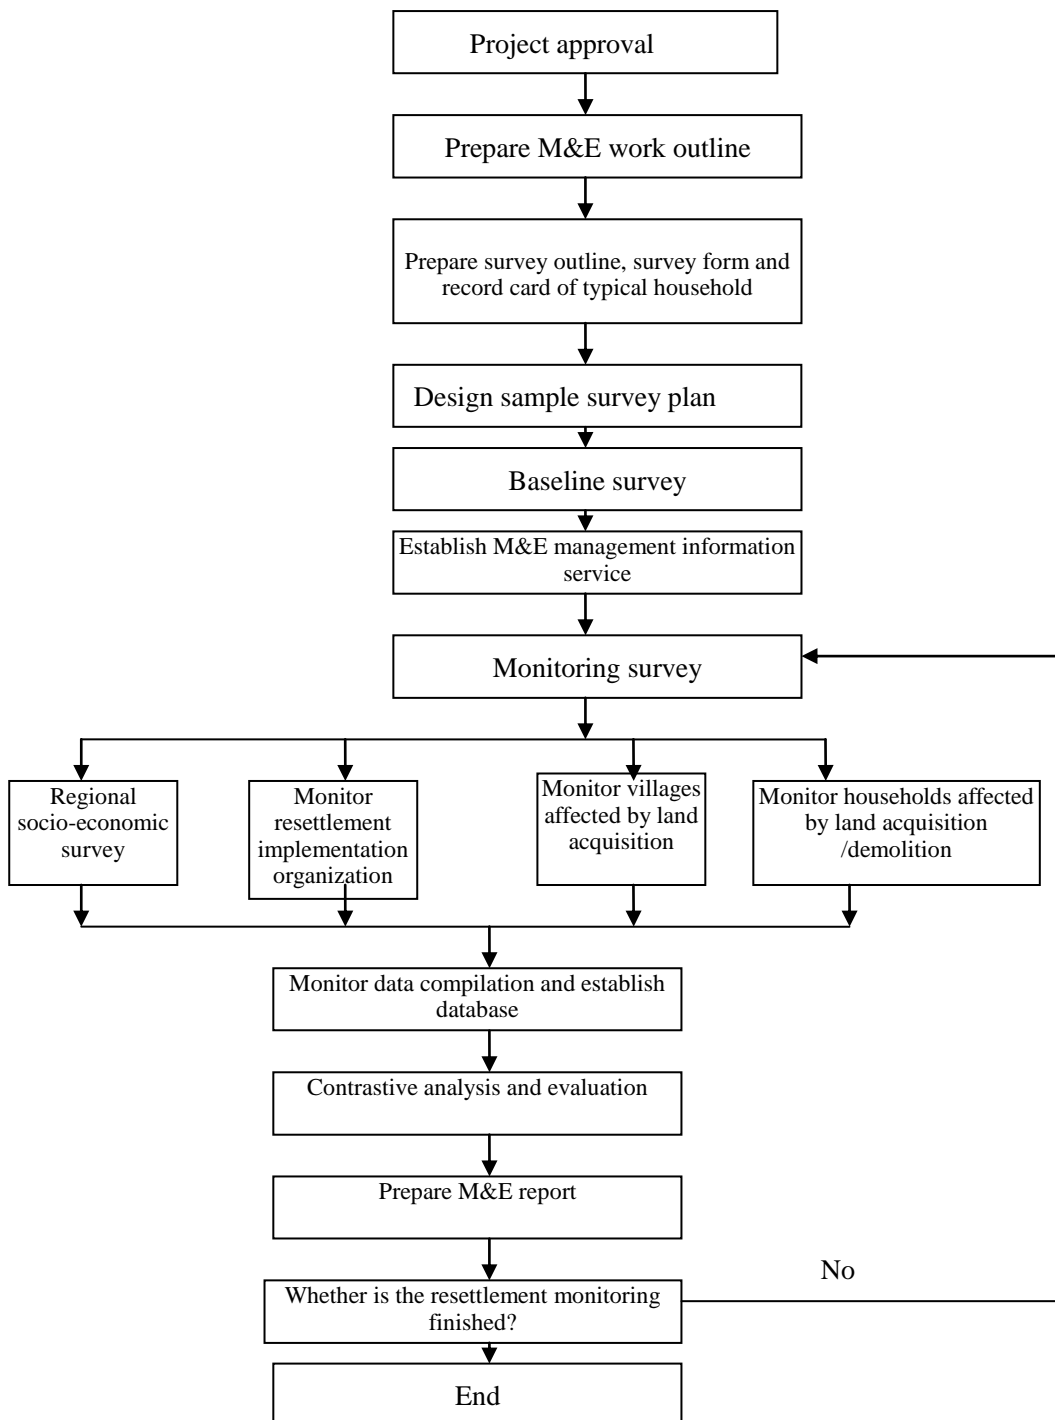 Project approval
Prepare M&E work outline
Prepare survey outline, survey form and
record card of typical household
Design sample survey plan
Baseline survey
Establish M&E management information
service
Monitoring survey
Regional
socio-economic
survey
Monitor
resettlement
implementation
organization
Monitor villages
affected by land
acquisition
Monitor households affected
by land acquisition
/demolition
Monitor data compilation and establish
database
Contrastive analysis and evaluation
Prepare M&E report
No
Whether is the resettlement monitoring
finished?
End